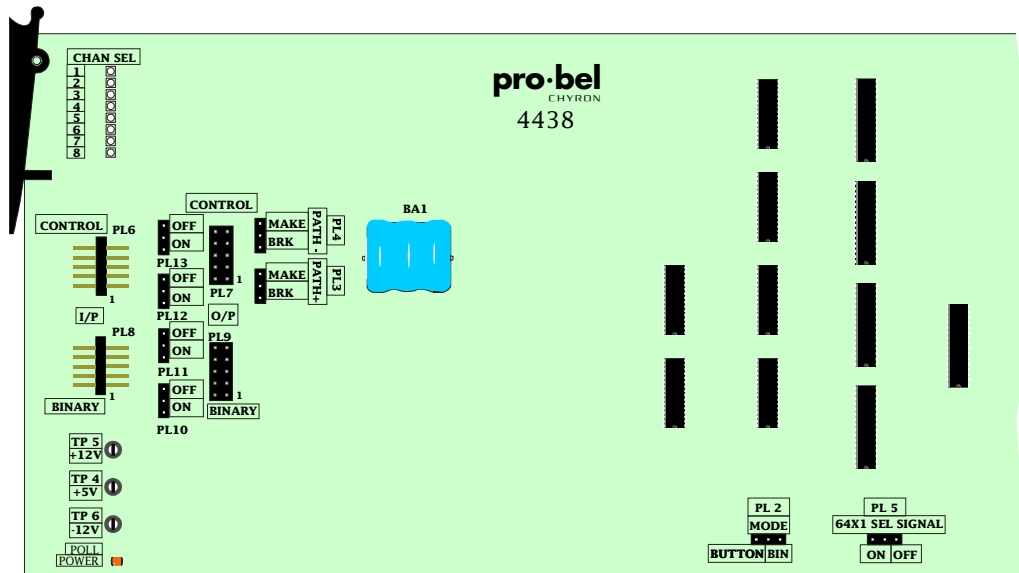 CHAN SEL
1
2
3
4
5
6
7
8
pro·bel
CHYRON
4438
CONTROL
PL6
1
I/P
PL8
1
BINARY
OFF
ON
PL13
OFF
ON
PL12
OFF
ON
PL11
OFF
ON
PL10
CONTROL
1
PL7
O/P
PL9
1
BINARY
MAKE
BRK
PATH -
PL4
MAKE
BRK
PATH+
PL3
BA1
TP 5
+12V
TP 4
+5V
TP 6
-12V
POLL
POWER
PL 2
MODE
BUTTON BIN
PL 5
64X1 SEL SIGNAL
ON OFF